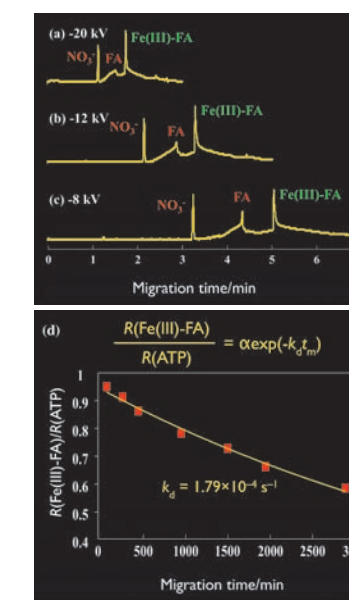 (a) -20 kV
NO₃⁻ FA Fe(III)-FA
(b) -12 kV
NO₃⁻ FA Fe(III)-FA
(c) -8 kV
NO₃⁻ FA Fe(III)-FA
0 1 2 3 4 5 6
Migration time/min
(d)
R(Fe(III)-FA)
R(ATP)
= αexp(-k_d t_m)
R(Fe(III)-FA)/R(ATP)
1
0.9
0.8
0.7
0.6
0.5
0.4
k_d = 1.79×10⁻⁴ s⁻¹
0 500 1000 1500 2000 2500
Migration time/min